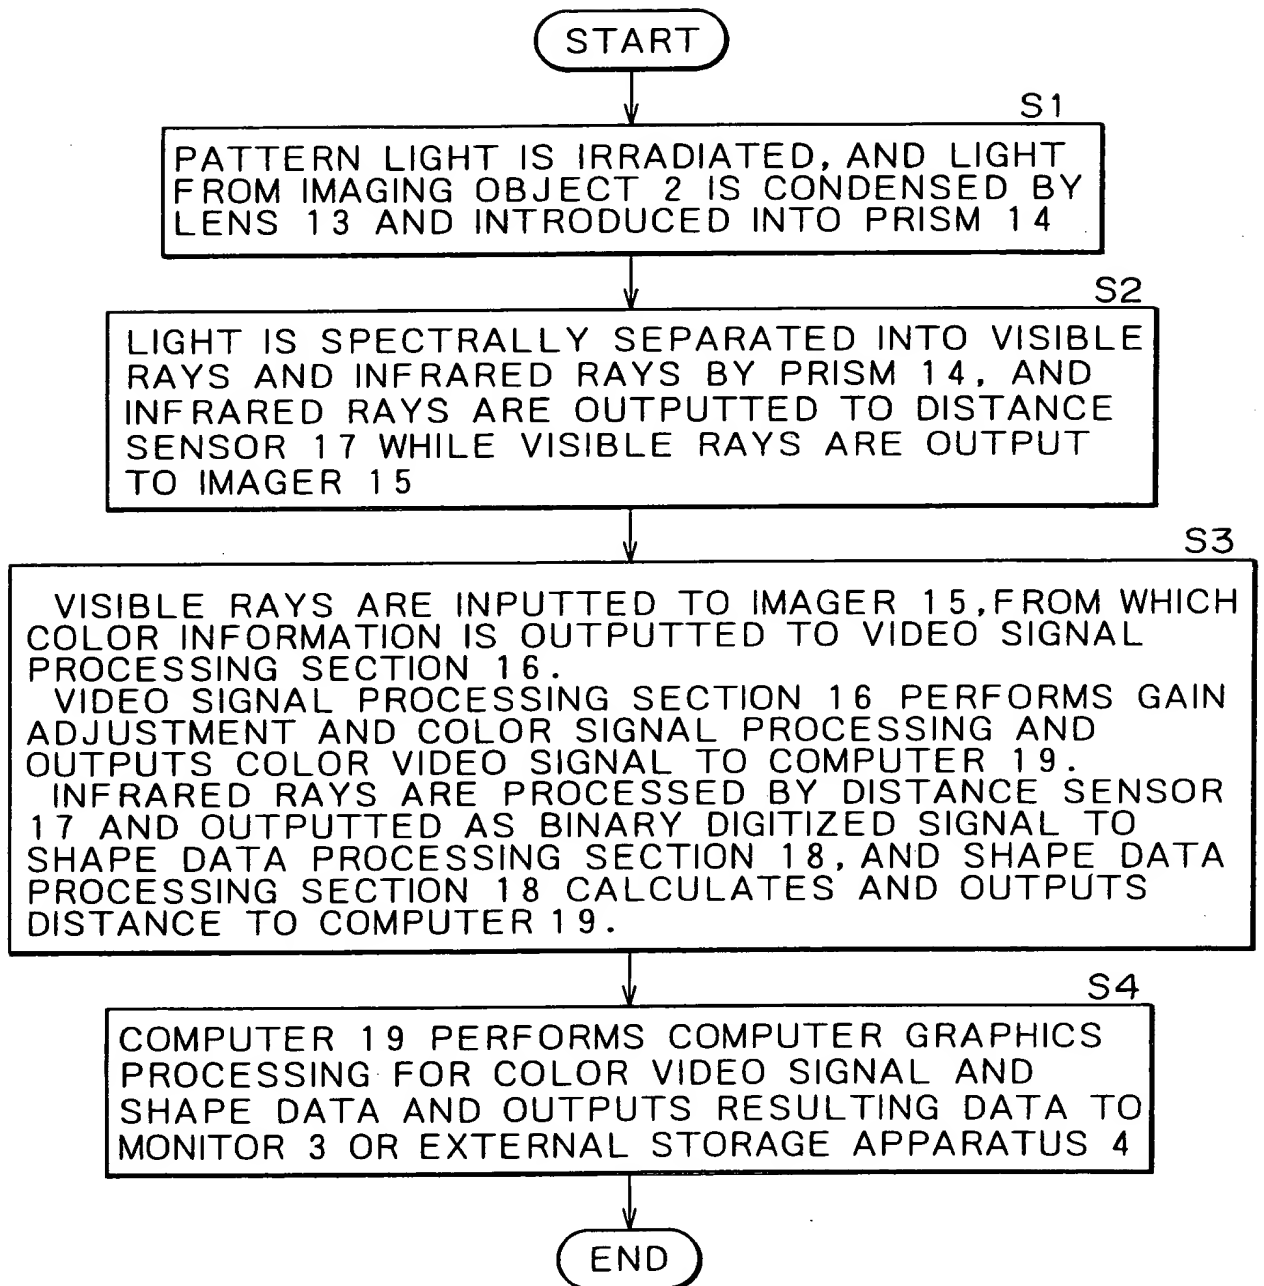 START
S1
PATTERN LIGHT IS IRRADIATED, AND LIGHT
FROM IMAGING OBJECT 2 IS CONDENSED BY
LENS 13 AND INTRODUCED INTO PRISM 14
S2
LIGHT IS SPECTRALLY SEPARATED INTO VISIBLE
RAYS AND INFRARED RAYS BY PRISM 14, AND
INFRARED RAYS ARE OUTPUTTED TO DISTANCE
SENSOR 17 WHILE VISIBLE RAYS ARE OUTPUT
TO IMAGER 15
S3
VISIBLE RAYS ARE INPUTTED TO IMAGER 15, FROM WHICH
COLOR INFORMATION IS OUTPUTTED TO VIDEO SIGNAL
PROCESSING SECTION 16.
VIDEO SIGNAL PROCESSING SECTION 16 PERFORMS GAIN
ADJUSTMENT AND COLOR SIGNAL PROCESSING AND
OUTPUTS COLOR VIDEO SIGNAL TO COMPUTER 19.
INFRARED RAYS ARE PROCESSED BY DISTANCE SENSOR
17 AND OUTPUTTED AS BINARY DIGITIZED SIGNAL TO
SHAPE DATA PROCESSING SECTION 18, AND SHAPE DATA
PROCESSING SECTION 18 CALCULATES AND OUTPUTS
DISTANCE TO COMPUTER 19.
S4
COMPUTER 19 PERFORMS COMPUTER GRAPHICS
PROCESSING FOR COLOR VIDEO SIGNAL AND
SHAPE DATA AND OUTPUTS RESULTING DATA TO
MONITOR 3 OR EXTERNAL STORAGE APPARATUS 4
END